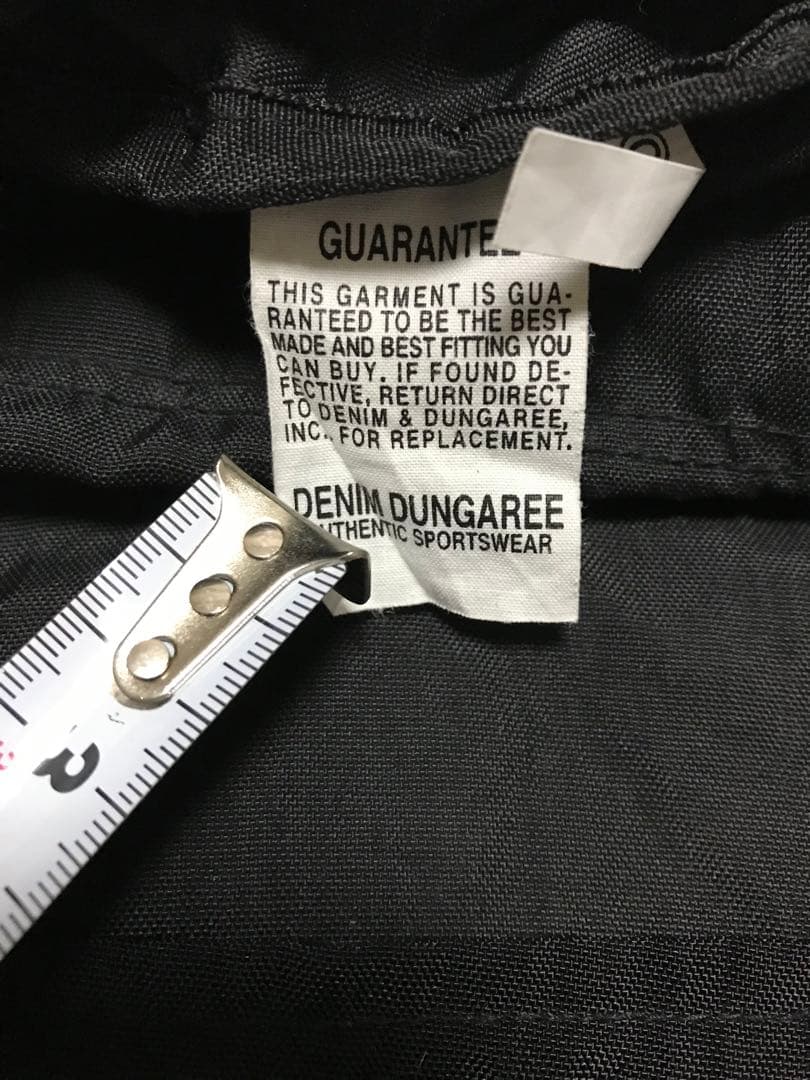 GUARANTEE
THIS GARMENT IS GUA-
RANTEED TO BE THE BEST
MADE AND BEST FITTING YOU
CAN BUY. IF FOUND DE-
FECTIVE, RETURN DIRECT
TO DENIM & DUNGAREE,
INC., FOR REPLACEMENT.
DENIM DUNGAREE
AUTHENTIC SPORTSWEAR